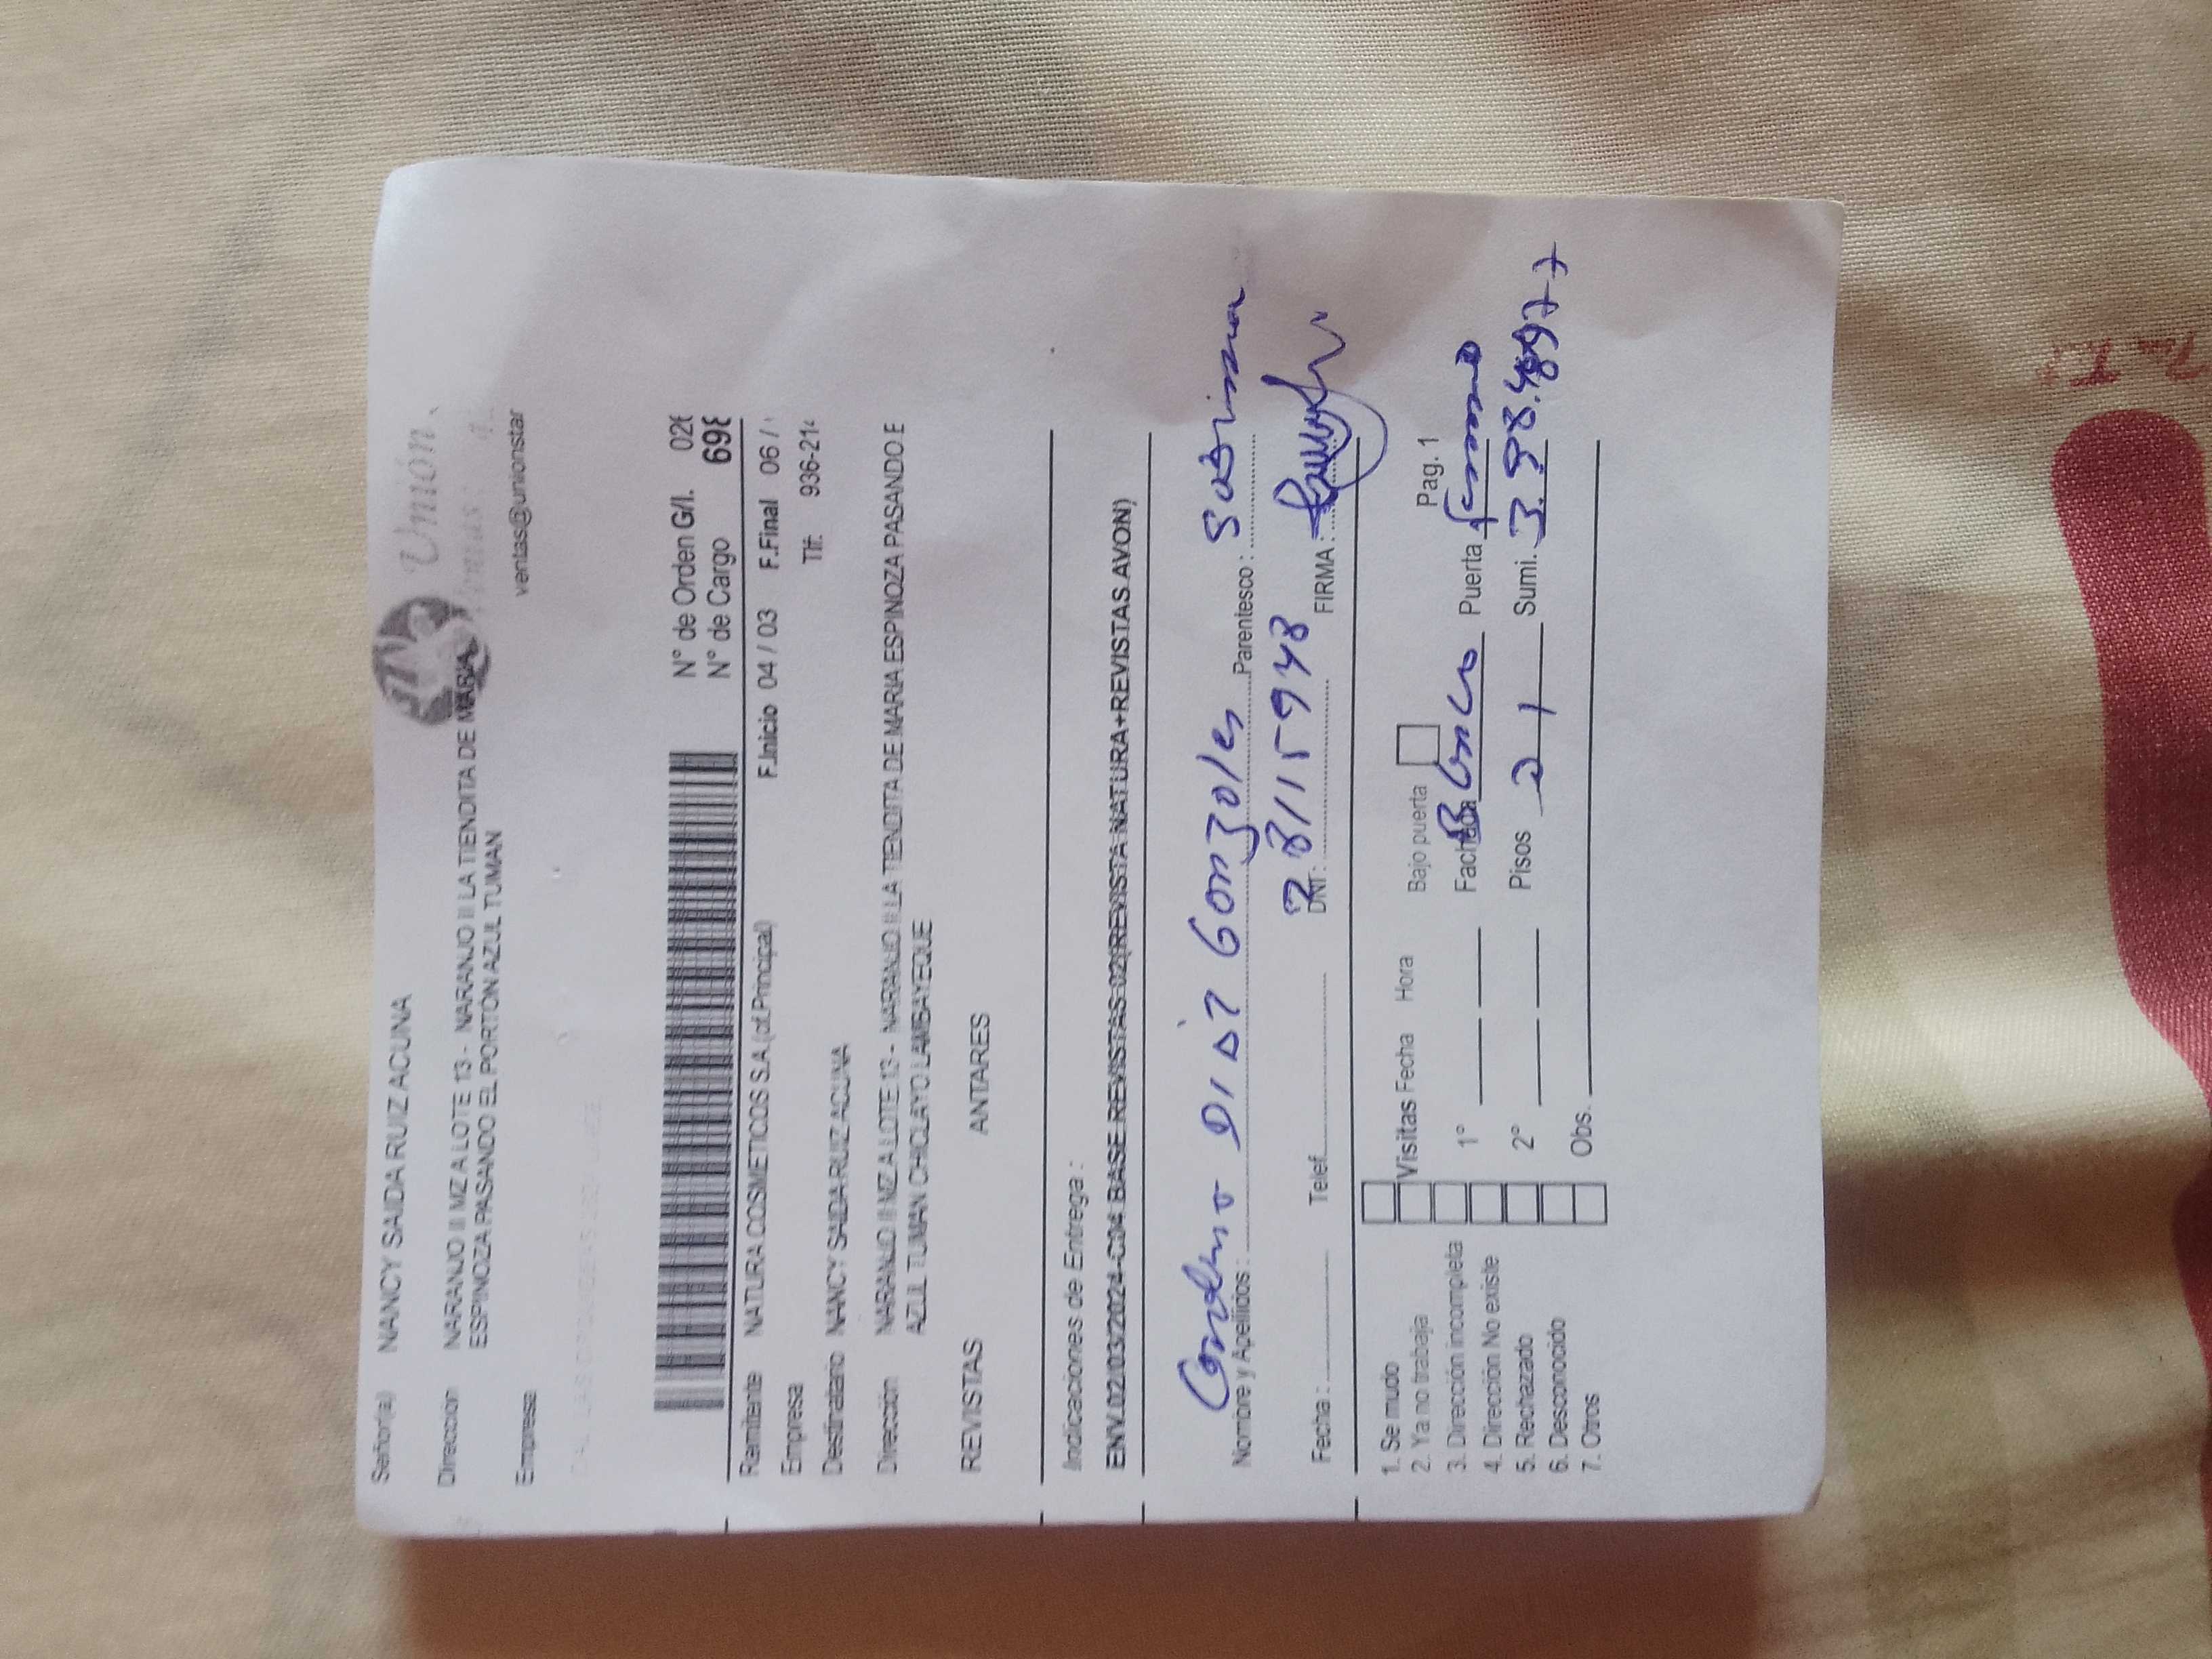 Señor(a) NANCY SAIDA RUIZ ACUNA
Unión
Dirección NARANJO II MZ A LOTE 13 - NARANJO II LA TIENDITA DE MARIA
ESPINOZA PASANDO EL PORTON AZUL TUMAN
Empresa
ventas@unionstar
N° de Orden G/I. 026
N° de Cargo 698
Remitente NATURA COSMETICOS S.A.(of.Principal) F.Inicio 04 / 03 F.Final 06 /
Empresa Tlf: 936-214
Destinatario NANCY SAIDA RUIZ ACUNA
Dirección NARANJO II MZ A LOTE 13 - NARANJO II LA TIENDITA DE MARIA ESPINOZA PASANDO E
AZUL TUMAN CHICLAYO LAMBAYEQUE
REVISTAS ANTARES
Indicaciones de Entrega :
ENV.02/03/2024-C04 BASE REVISTAS 02(REVISTA NATURA+REVISTAS AVON)
Nombre y Apellidos : DIAZ Gonzales Parentesco : Sobrina
Fecha : Telef. DNI : FIRMA :
Pag. 1
1. Se mudo
2. Ya no trabaja
3. Dirección incompleta
4. Dirección No existe
5. Rechazado
6. Desconocido
7. Otros
Visitas Fecha Hora Bajo puerta
1° Fachada Blnco Puerta
2° Pisos 21 Sumi.
Obs.